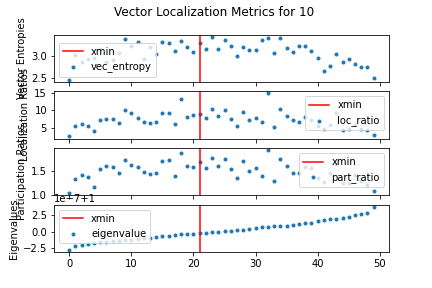 Vector Localization Metrics for 10
Vector Entropies
3.0
2.5
xmin
vec_entropy
Localization Ratios
15
10
5
xmin
loc_ratio
Participation Ratios
1.5
1.0
xmin
part_ratio
Eigenvalues
1e-7+1
2.5
0.0
−2.5
xmin
eigenvalue
0 10 20 30 40 50